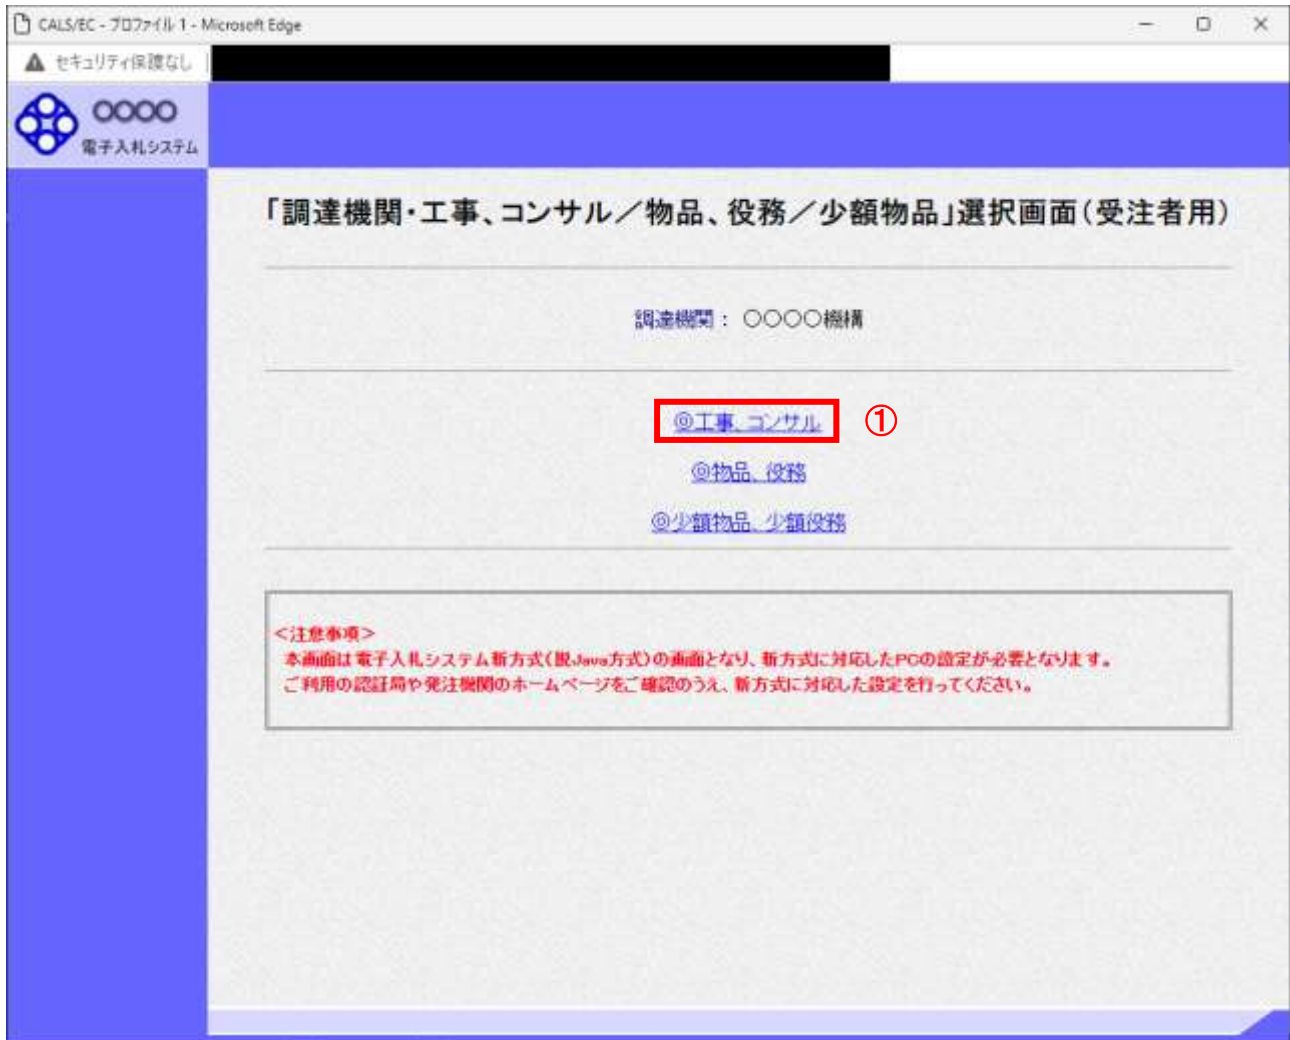 CALS/EC - プロファイル 1 - Microsoft Edge
セキュリティ保護なし
○○○○
電子入札システム
「調達機関・工事、コンサル／物品、役務／少額物品」選択画面(受注者用)
調達機関： ○○○○機構
◎工事、コンサル ①
◎物品、役務
◎少額物品、少額役務
＜注意事項＞
本画面は電子入札システム新方式(脱Java方式)の画面となり、新方式に対応したPCの設定が必要となります。
ご利用の認証局や発注機関のホームページをご確認のうえ、新方式に対応した設定を行ってください。